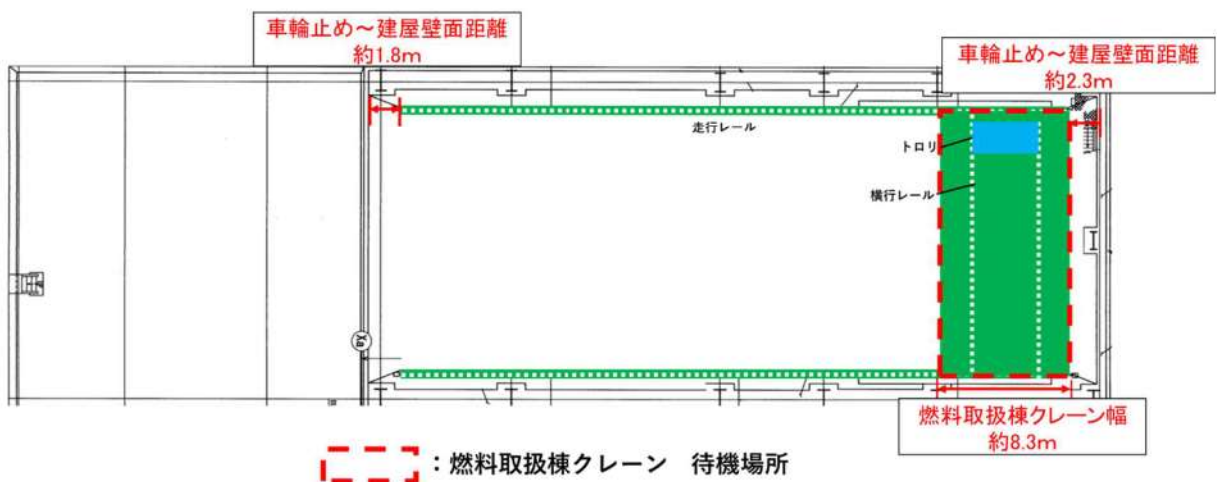 車輪止め～建屋壁面距離
約1.8m
車輪止め～建屋壁面距離
約2.3m
走行レール
トロリ
横行レール
Xa
燃料取扱棟クレーン幅
約8.3m
：燃料取扱棟クレーン　待機場所